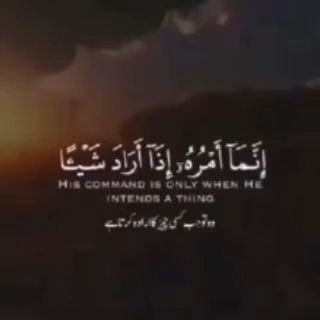 إِنَّمَآ أَمْرُهُۥٓ إِذَآ أَرَادَ شَيْـًٔا
HIS COMMAND IS ONLY WHEN HE
INTENDS A THING
وہ تو جب کسی چیز کا ارادہ کرتا ہے